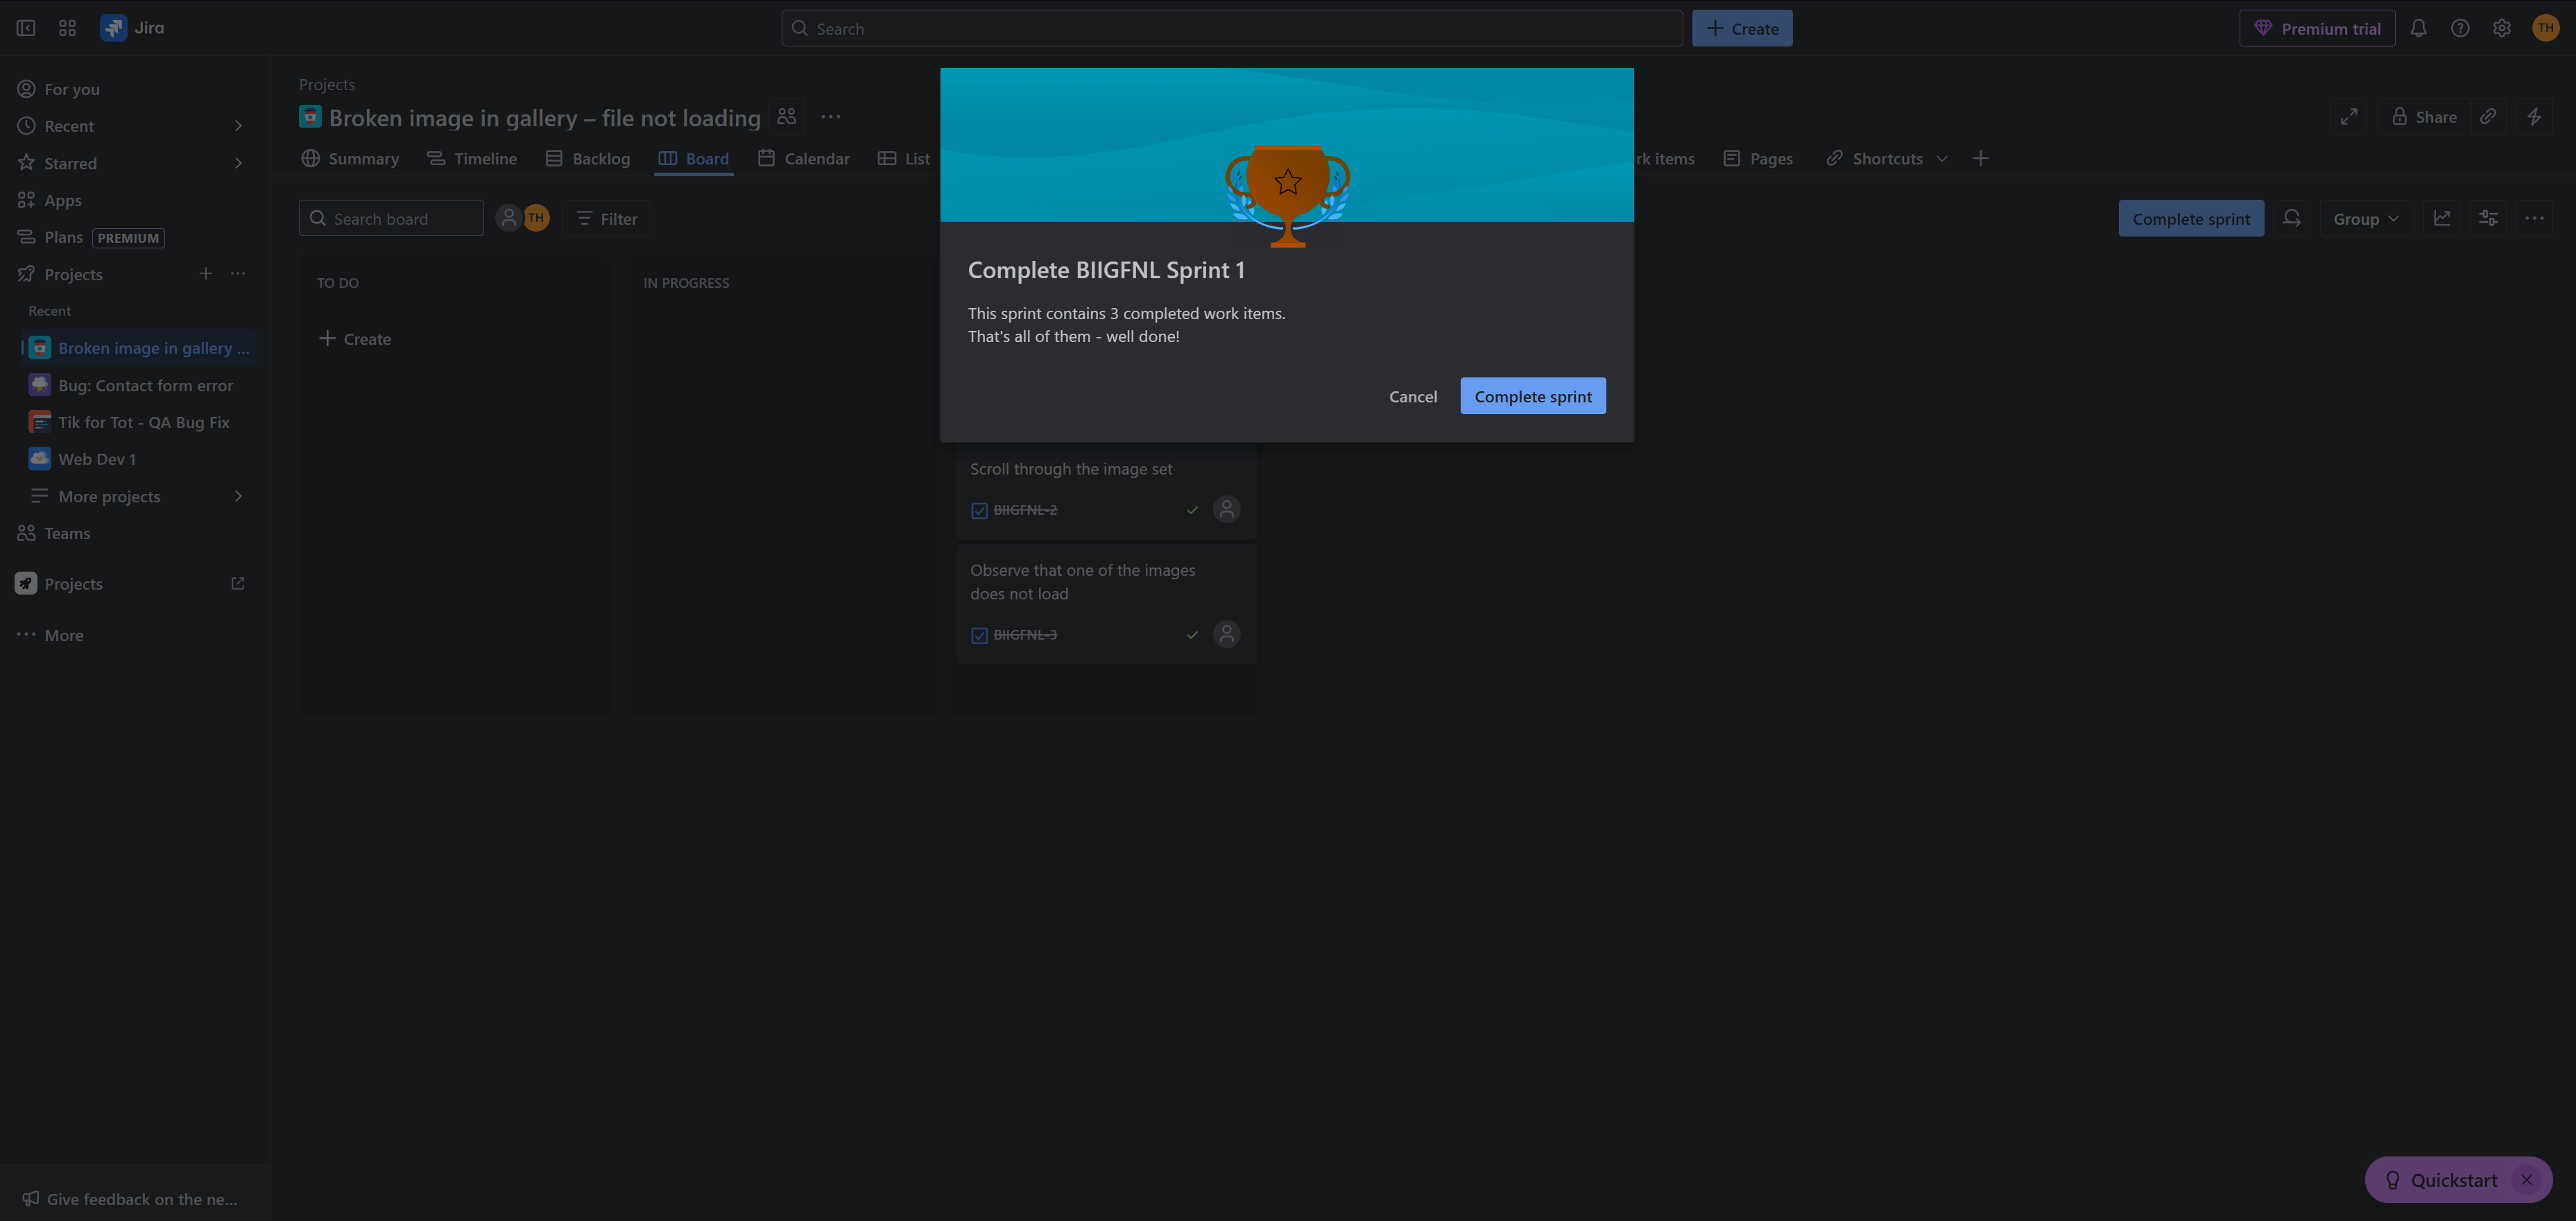 Jira
Search
Create
Premium trial
TH
For you
Recent
Starred
Apps
Plans PREMIUM
Projects
Recent
Broken image in gallery ...
Bug: Contact form error
Tik for Tot - QA Bug Fix
Web Dev 1
More projects
Teams
Projects
More
Give feedback on the ne...
Projects
Broken image in gallery – file not loading
Share
Summary
Timeline
Backlog
Board
Calendar
List
rk items
Pages
Shortcuts
Search board
TH
Filter
Complete sprint
Group
TO DO
Create
IN PROGRESS
Complete BIIGFNL Sprint 1
This sprint contains 3 completed work items.
That's all of them - well done!
Cancel
Complete sprint
Scroll through the image set
BIIGFNL-2
Observe that one of the images
does not load
BIIGFNL-3
Quickstart